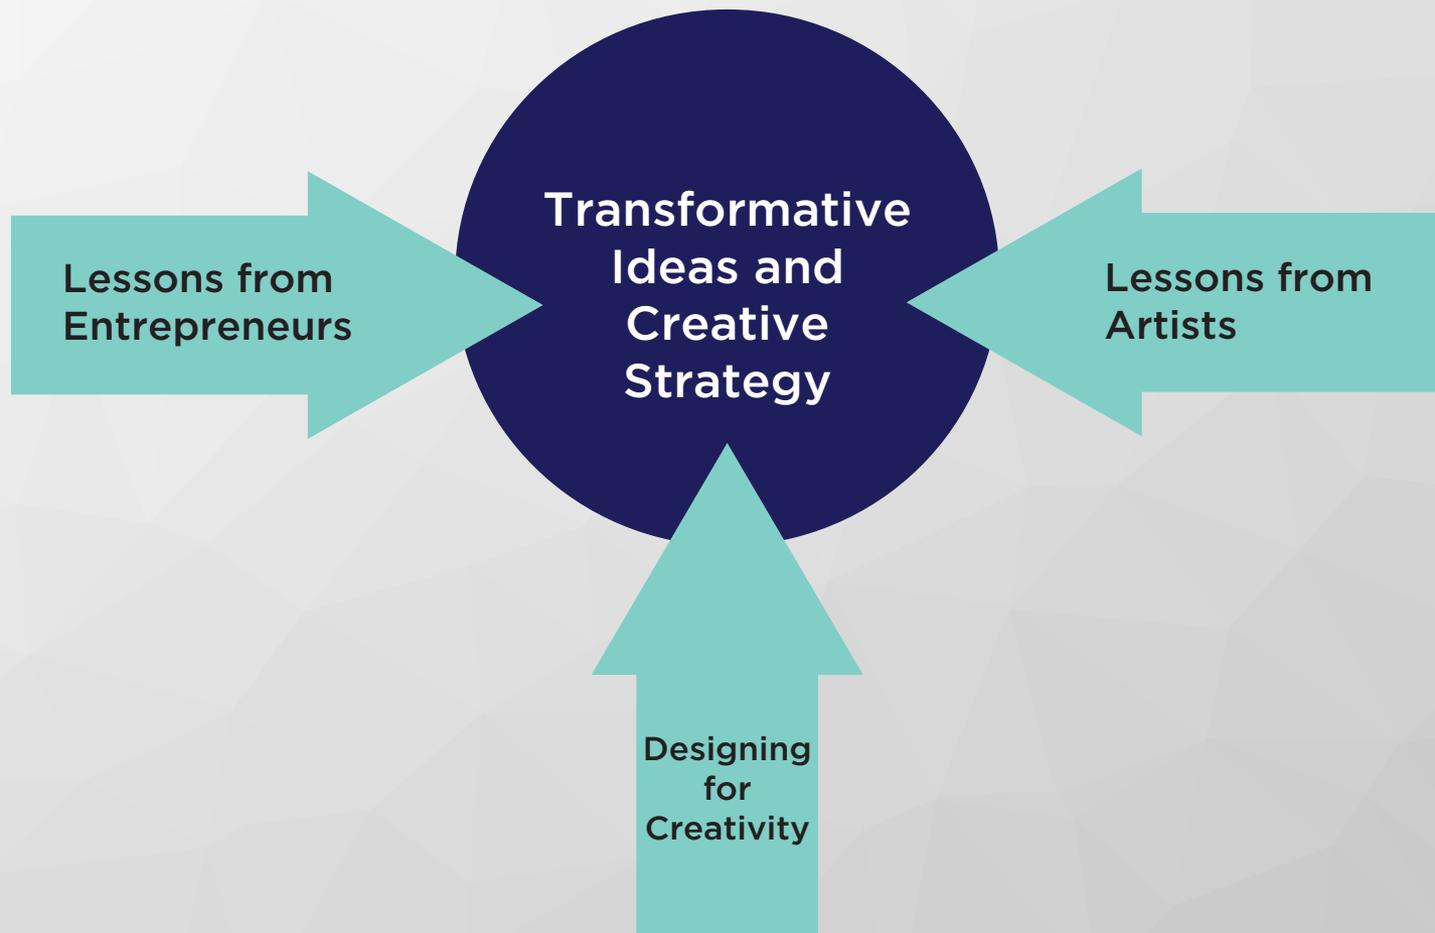 Transformative
Ideas and
Creative
Strategy
Lessons from
Entrepreneurs
Lessons from
Artists
Designing
for
Creativity